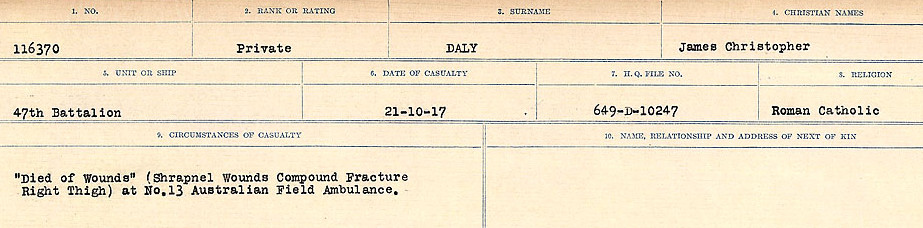 1. NO. 2. RANK OR RATING 3. SURNAME 4. CHRISTIAN NAMES
116370 Private DALY James Christopher
5. UNIT OR SHIP 6. DATE OF CASUALTY 7. H.Q. FILE NO. 8. RELIGION
47th Battalion 21-10-17 649-D-10247 Roman Catholic
9. CIRCUMSTANCES OF CASUALTY 10. NAME, RELATIONSHIP AND ADDRESS OF NEXT OF KIN
"Died of Wounds" (Shrapnel Wounds Compound Fracture
Right Thigh) at No.13 Australian Field Ambulance.